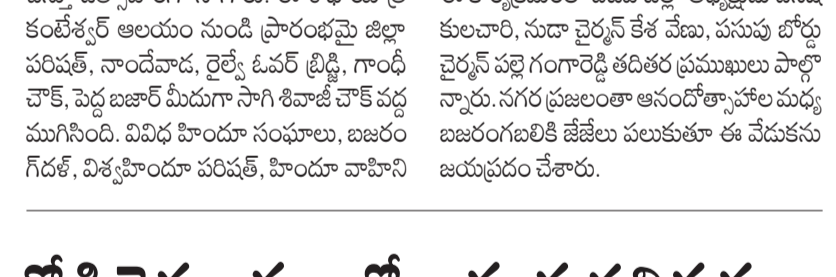 కంటేశ్వర్ ఆలయం నుండి ప్రారంభమై జిల్లా
పరిషత్, నాందేవాడ, రైల్వే ఓవర్ బ్రిడ్జి, గాంధీ
చౌక్, పెద్ద బజార్ మీదుగా సాగి శివాజీ చౌక్ వద్ద
ముగిసింది. వివిధ హిందూ సంఘాలు, బజరం
గ్‌దళ్, విశ్వహిందూ పరిషత్, హిందూ వాహిని
కులచారి, నుడా చైర్మన్ కేశ వేణు, పసుపు బోర్డు
చైర్మన్ పల్లె గంగారెడ్డి తదితర ప్రముఖులు పాల్గొ
న్నారు. నగర ప్రజలంతా ఆనందోత్సాహాల మధ్య
బజరంగబలికి జేజేలు పలుకుతూ ఈ వేడుకను
జయప్రదం చేశారు.